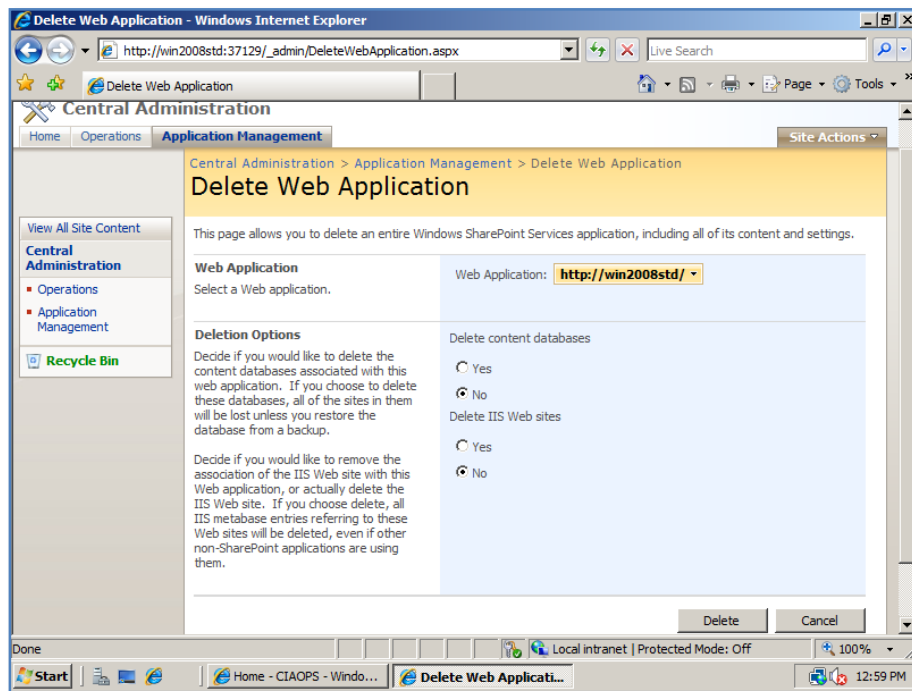 Delete Web Application - Windows Internet Explorer
http://win2008std:37129/_admin/DeleteWebApplication.aspx
Live Search
Delete Web Application
Page
Tools
Central Administration
Home
Operations
Application Management
Site Actions
Central Administration > Application Management > Delete Web Application
Delete Web Application
View All Site Content
Central
Administration
Operations
Application
Management
Recycle Bin
This page allows you to delete an entire Windows SharePoint Services application, including all of its content and settings.
Web Application
Select a Web application.
Web Application: http://win2008std/
Deletion Options
Decide if you would like to delete the
content databases associated with this
web application. If you choose to delete
these databases, all of the sites in them
will be lost unless you restore the
database from a backup.
Decide if you would like to remove the
association of the IIS Web site with this
Web application, or actually delete the
IIS Web site. If you choose delete, all
IIS metabase entries referring to these
Web sites will be deleted, even if other
non-SharePoint applications are using
them.
Delete content databases
Yes
No
Delete IIS Web sites
Yes
No
Delete
Cancel
Done
Local intranet | Protected Mode: Off
100%
Start
Home - CIAOPS - Windo...
Delete Web Applicati...
12:59 PM